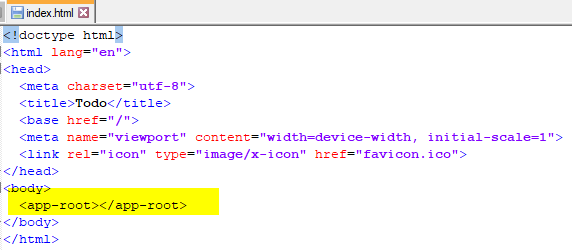 index.html
<!doctype html>
<html lang="en">
<head>
  <meta charset="utf-8">
  <title>Todo</title>
  <base href="/">
  <meta name="viewport" content="width=device-width, initial-scale=1">
  <link rel="icon" type="image/x-icon" href="favicon.ico">
</head>
<body>
  <app-root></app-root>
</body>
</html>